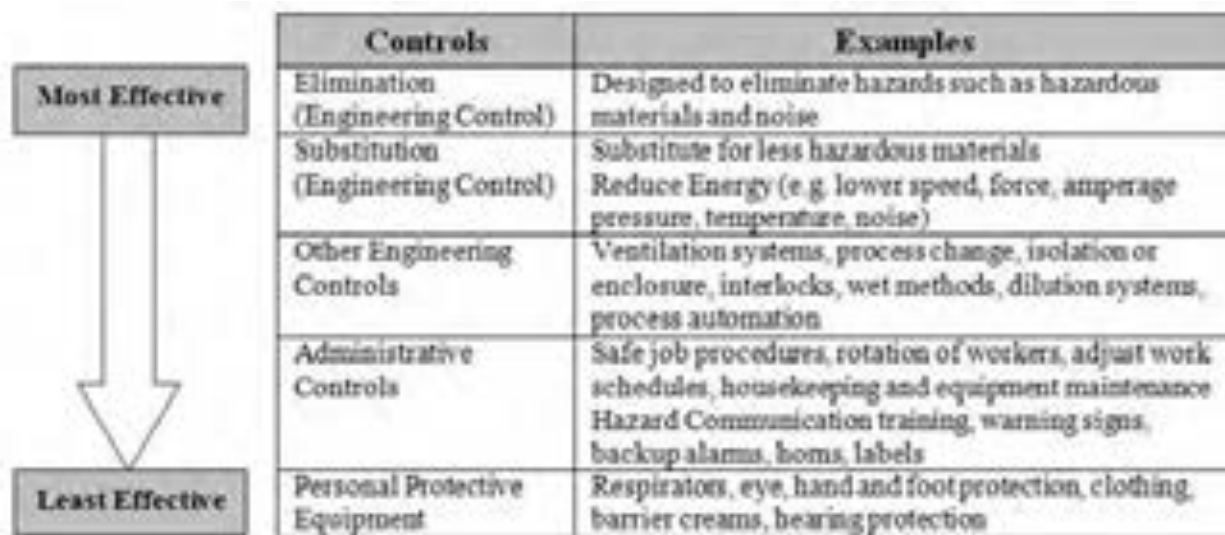 Controls
Examples
Most Effective
Elimination
(Engineering Control)
Designed to eliminate hazards such as hazardous
materials and noise
Substitution
(Engineering Control)
Substitute for less hazardous materials
Reduce Energy (e.g. lower speed, force, amperage
pressure, temperature, noise)
Other Engineering
Controls
Ventilation systems, process change, isolation or
enclosure, interlocks, wet methods, dilution systems,
process automation
Administrative
Controls
Safe job procedures, rotation of workers, adjust work
schedules, housekeeping and equipment maintenance
Hazard Communication training, warning signs,
backup alarms, horns, labels
Least Effective
Personal Protective
Equipment
Respirators, eye, hand and foot protection, clothing,
barrier creams, hearing protection